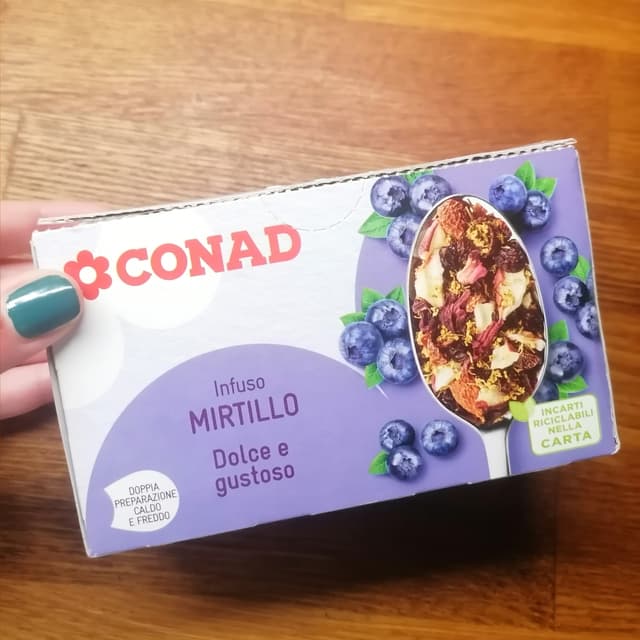 CONAD
Infuso
MIRTILLO
Dolce e
gustoso
DOPPIA
PREPARAZIONE
CALDO
E FREDDO
INCARTI
RICICLABILI
NELLA
CARTA